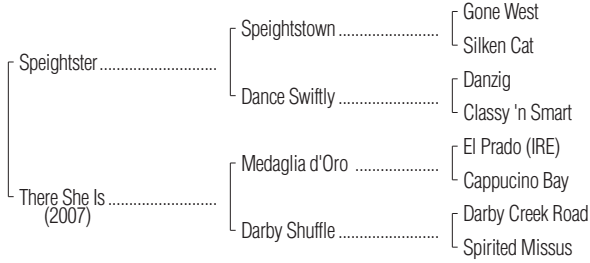 Gone West
Speightstown
Silken Cat
Speightster
Danzig
Dance Swiftly
Classy 'n Smart
El Prado (IRE)
Medaglia d'Oro
Cappucino Bay
There She Is
(2007)
Darby Creek Road
Darby Shuffle
Spirited Missus